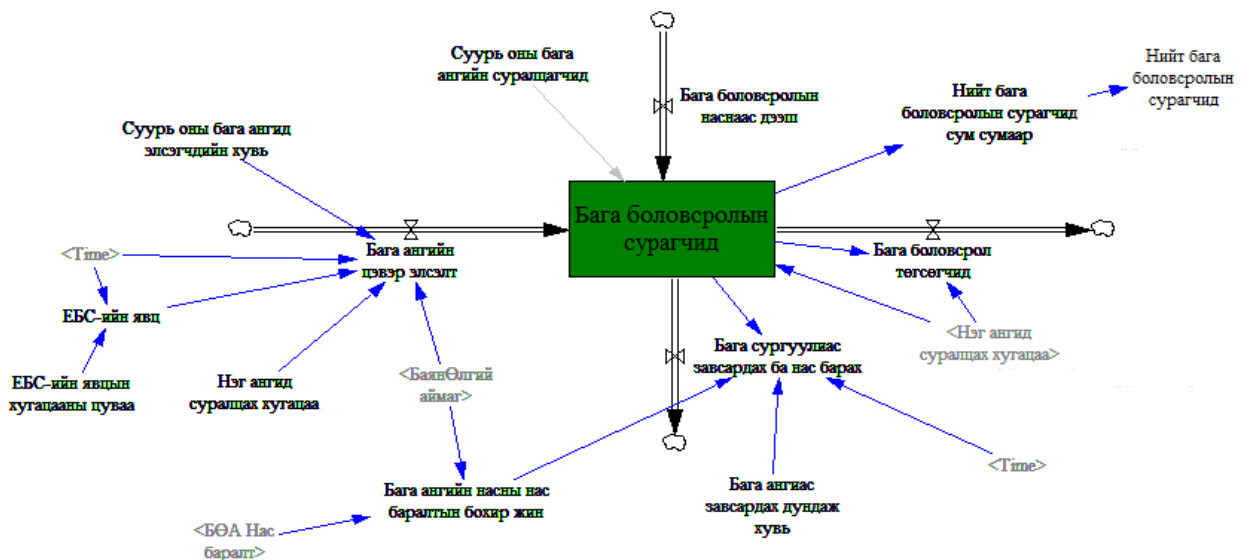 Суурь оны бага
ангийн суралцагчид
Бага боловсролын
наснаас дээш
Нийт бага
боловсролын сурагчид
сум сумаар
Нийт бага
боловсролын
сурагчид
Суурь оны бага ангид
элсэгчдийн хувь
Бага боловсролын
сурагчид
<Time>
Бага ангийн
цэвэр элсэлт
Бага боловсрол
төгсөгчид
ЕБС-ийн явц
<Нэг ангид
суралцах хугацаа>
Бага сургуулиас
завсардах ба нас барах
ЕБС-ийн явцын
хугацааны цуваа
Нэг ангид
суралцах хугацаа
<БаянӨлгий
аймаг>
<Time>
Бага ангийн насны нас
баралтын бохир жин
Бага ангиас
завсардах дундаж
хувь
<БӨА Нас
баралт>